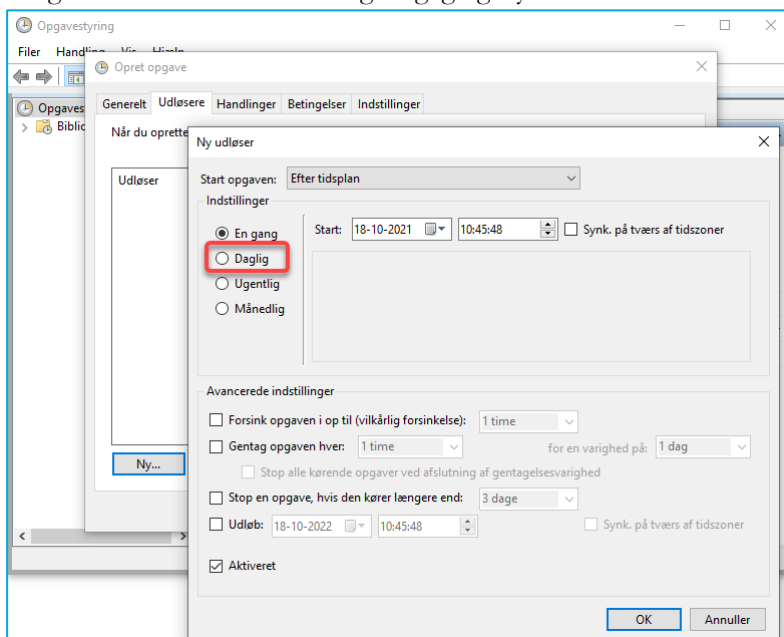 Opgavestyring
Filer Handling Vis Hjælp
Opret opgave
Opgaves
Biblic
Generelt Udløsere Handlinger Betingelser Indstillinger
Når du oprette
Udløser
Ny...
Ny udløser
Start opgaven: Efter tidsplan
Indstillinger
En gang
Daglig
Ugentlig
Månedlig
Start: 18-10-2021 10:45:48 Synk. på tværs af tidszoner
Avancerede indstillinger
Forsink opgaven i op til (vilkårlig forsinkelse): 1 time
Gentag opgaven hver: 1 time for en varighed på: 1 dag
Stop alle kørende opgaver ved afslutning af gentagelsesvarighed
Stop en opgave, hvis den kører længere end: 3 dage
Udløb: 18-10-2022 10:45:48 Synk. på tværs af tidszoner
Aktiveret
OK Annuller